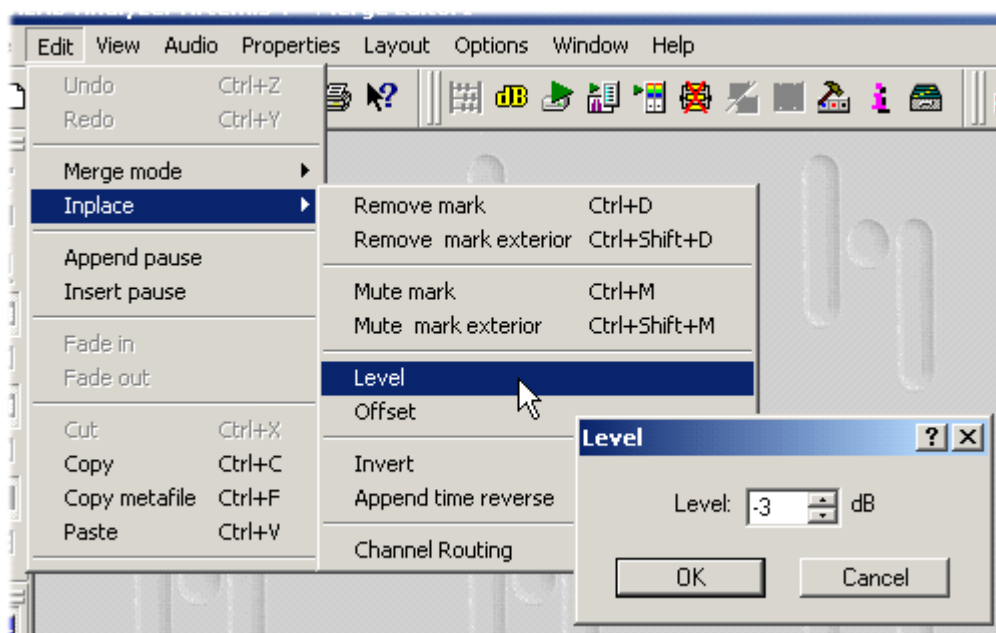 Edit View Audio Properties Layout Options Window Help
dB
Undo Ctrl+Z
Redo Ctrl+Y
Merge mode
Inplace
Append pause
Insert pause
Fade in
Fade out
Cut Ctrl+X
Copy Ctrl+C
Copy metafile Ctrl+F
Paste Ctrl+V
Remove mark Ctrl+D
Remove mark exterior Ctrl+Shift+D
Mute mark Ctrl+M
Mute mark exterior Ctrl+Shift+M
Level
Offset
Invert
Append time reverse
Channel Routing
Level
Level: -3 dB
OK Cancel